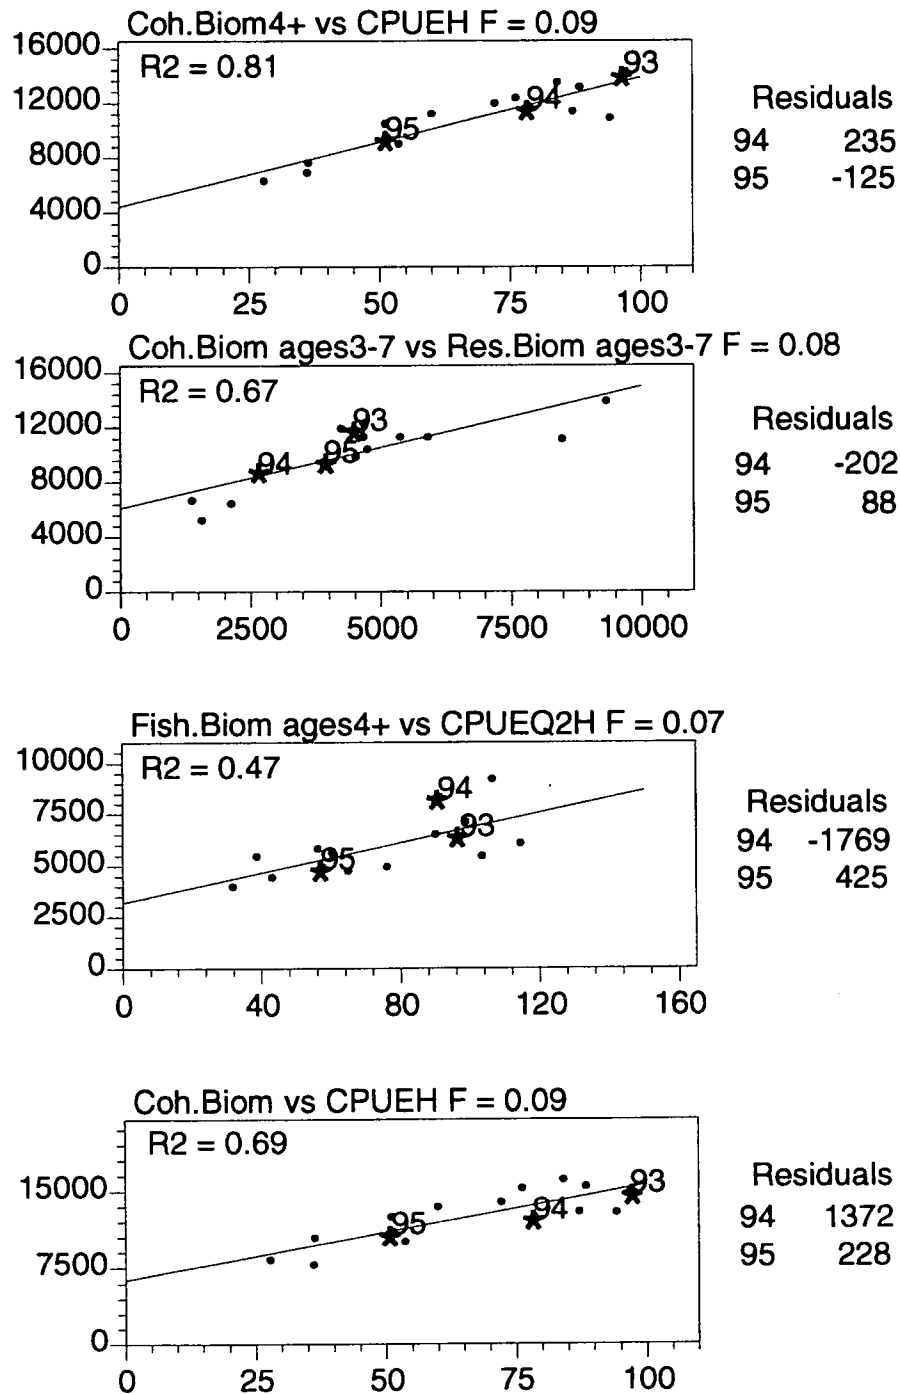 Coh.Biom4+ vs CPUEH F = 0.09
16000
R2 = 0.81
93
12000
94
95
8000
4000
0
0 25 50 75 100
Residuals
94 235
95 -125
Coh.Biom ages3-7 vs Res.Biom ages3-7 F = 0.08
16000
R2 = 0.67
12000
93
95
94
8000
4000
0
0 2500 5000 7500 10000
Residuals
94 -202
95 88
Fish.Biom ages4+ vs CPUEQ2H F = 0.07
10000
R2 = 0.47
94
7500
93
95
5000
2500
0
0 40 80 120 160
Residuals
94 -1769
95 425
Coh.Biom vs CPUEH F = 0.09
R2 = 0.69
15000
93
94
95
7500
0
0 25 50 75 100
Residuals
94 1372
95 228